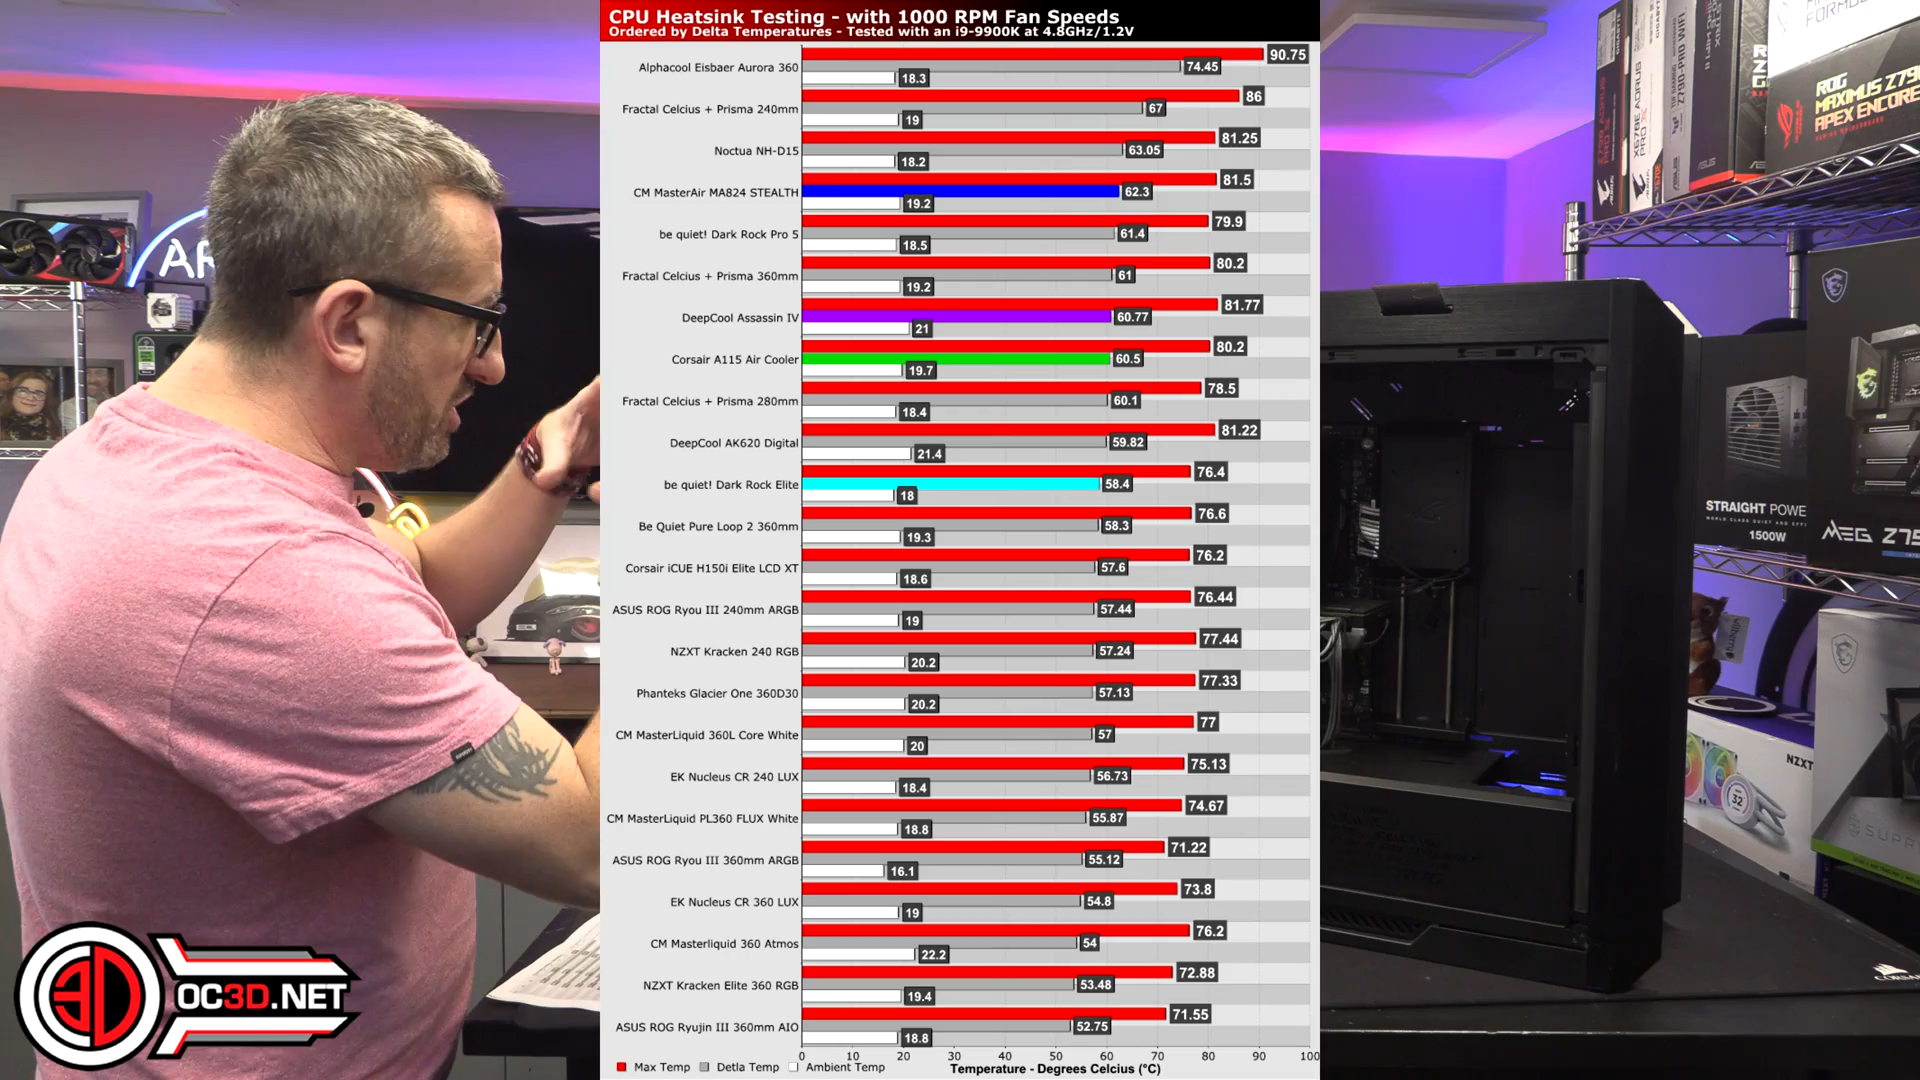 CPU Heatsink Testing - with 1000 RPM Fan Speeds
Ordered by Delta Temperatures - Tested with an i9-9900K at 4.8GHz/1.2V
90.75
Alphacool Eisbaer Aurora 360 74.45
18.3
86
Fractal Celcius + Prisma 240mm 67
19
81.25
Noctua NH-D15 63.05
18.2
81.5
CM MasterAir MA824 STEALTH 62.3
19.2
79.9
be quiet! Dark Rock Pro 5 61.4
18.5
80.2
Fractal Celcius + Prisma 360mm 61
19.2
81.77
DeepCool Assassin IV 60.77
21
80.2
Corsair A115 Air Cooler 60.5
19.7
78.5
Fractal Celcius + Prisma 280mm 60.1
18.4
81.22
DeepCool AK620 Digital 59.82
21.4
76.4
be quiet! Dark Rock Elite 58.4
18
76.6
Be Quiet Pure Loop 2 360mm 58.3
19.3
76.2
Corsair iCUE H150i Elite LCD XT 57.6
18.6
76.44
ASUS ROG Ryou III 240mm ARGB 57.44
19
77.44
NZXT Kracken 240 RGB 57.24
20.2
77.33
Phanteks Glacier One 360D30 57.13
20.2
77
CM MasterLiquid 360L Core White 57
20
75.13
EK Nucleus CR 240 LUX 56.73
18.4
74.67
CM MasterLiquid PL360 FLUX White 55.87
18.8
71.22
ASUS ROG Ryou III 360mm ARGB 55.12
16.1
73.8
EK Nucleus CR 360 LUX 54.8
19
76.2
CM Masterliquid 360 Atmos 54
22.2
72.88
NZXT Kracken Elite 360 RGB 53.48
19.4
71.55
ASUS ROG Ryujin III 360mm AIO 52.75
18.8
0 10 20 30 40 50 60 70 80 90 100
Max Temp Detla Temp Ambient Temp Temperature - Degrees Celcius (°C)
AR
3D OC3D.NET
ROG
MAXIMUS Z790
APEX ENCORE
X670E AORUS
PRO X
Z790-PRO WIFI
STRAIGHT POWE
1500W
MEG Z79
NZXT
32
SUPR
CORSAIR